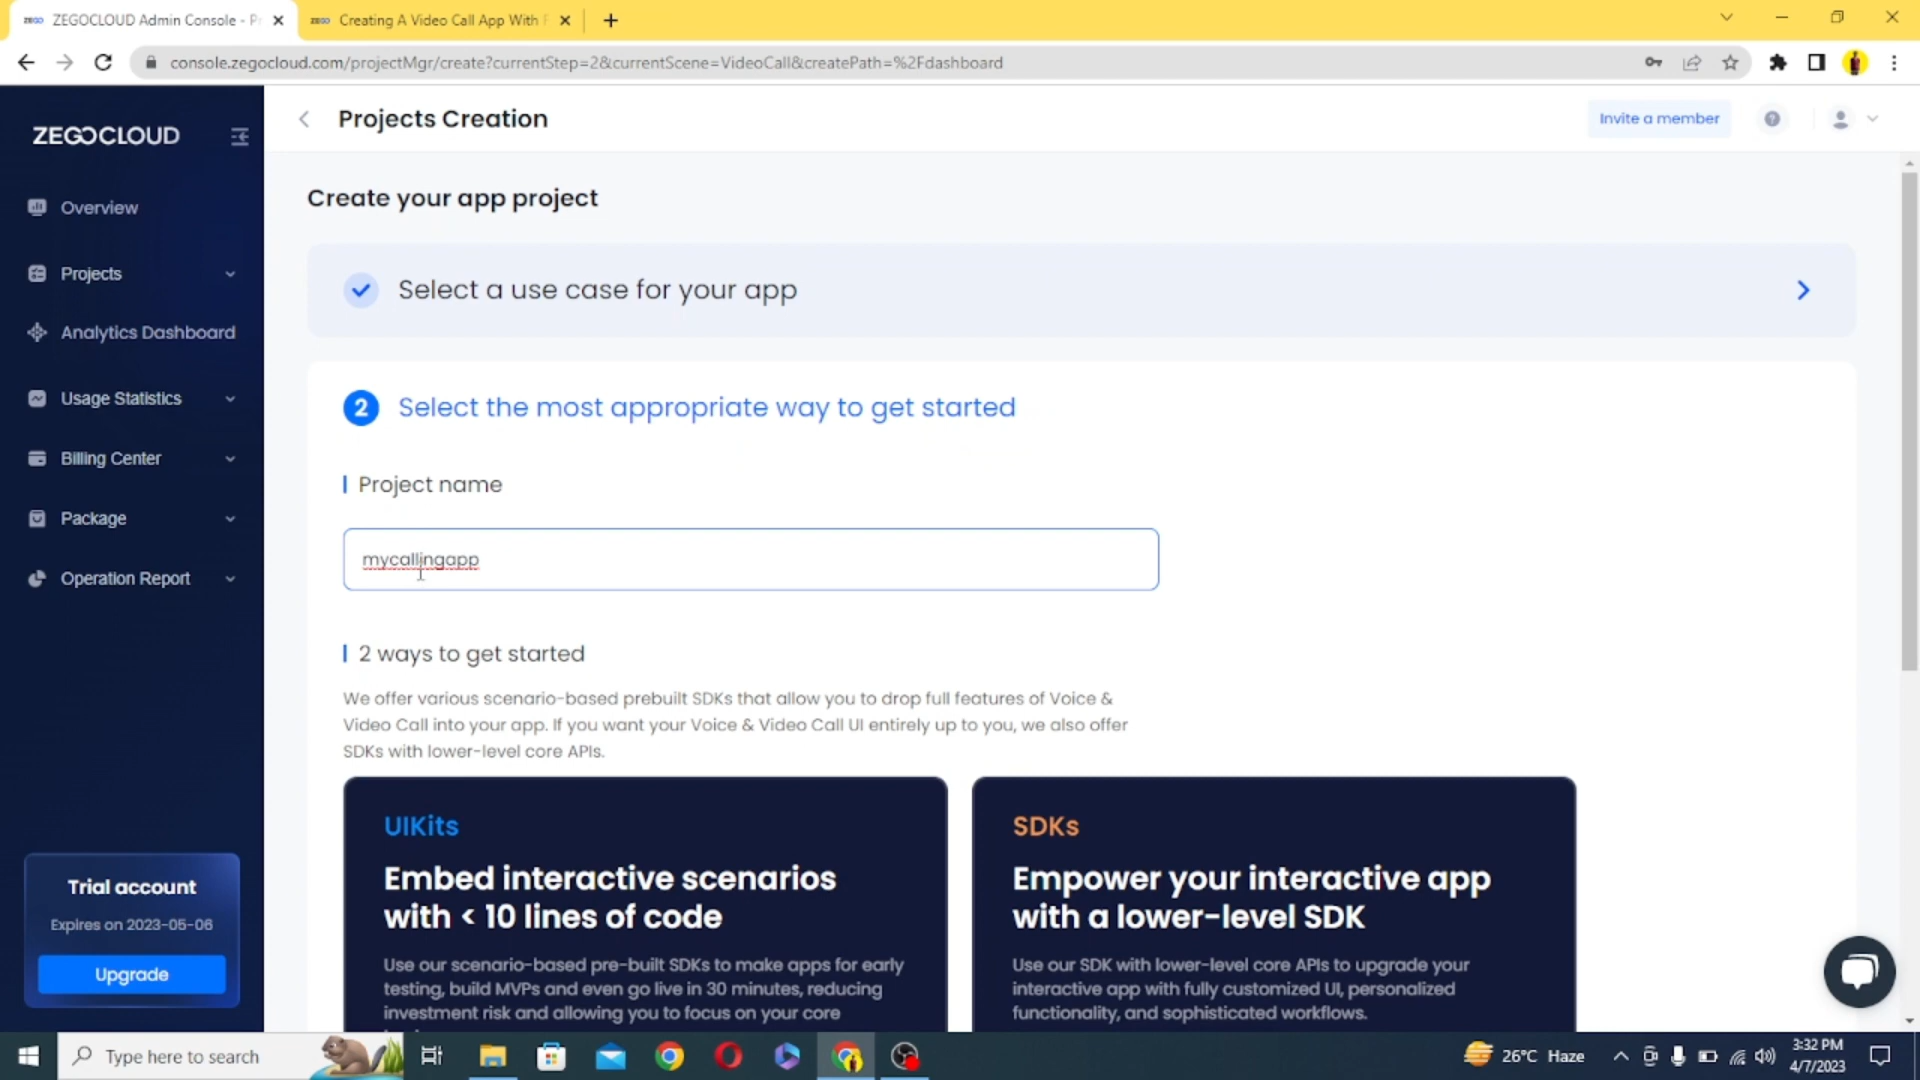 ZEGOCLOUD Admin Console - P
Creating A Video Call App With F
console.zegocloud.com/projectMgr/create?currentStep=2&currentScene=VideoCall&createPath=%2Fdashboard
ZEGOCLOUD
Projects Creation
Invite a member
Overview
Projects
Analytics Dashboard
Usage Statistics
Billing Center
Package
Operation Report
Trial account
Expires on 2023-05-06
Upgrade
Create your app project
Select a use case for your app
2 Select the most appropriate way to get started
Project name
mycallingapp
2 ways to get started
We offer various scenario-based prebuilt SDKs that allow you to drop full features of Voice &
Video Call into your app. If you want your Voice & Video Call UI entirely up to you, we also offer
SDKs with lower-level core APIs.
UIKits
Embed interactive scenarios
with < 10 lines of code
Use our scenario-based pre-built SDKs to make apps for early
testing, build MVPs and even go live in 30 minutes, reducing
investment risk and allowing you to focus on your core
SDKs
Empower your interactive app
with a lower-level SDK
Use our SDK with lower-level core APIs to upgrade your
interactive app with fully customized UI, personalized
functionality, and sophisticated workflows.
Type here to search
26°C Haze
3:32 PM
4/7/2023